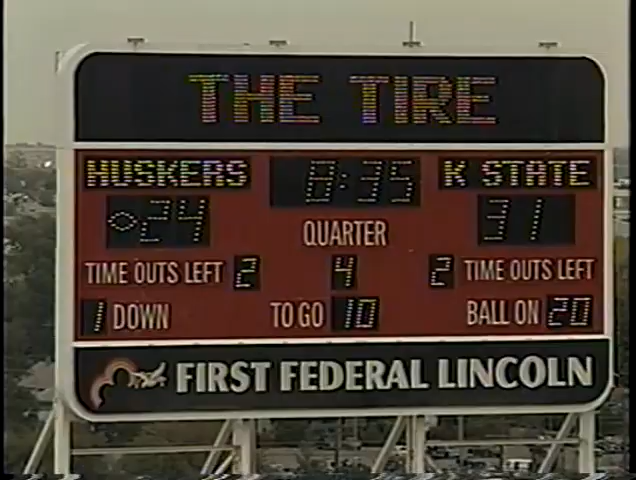 THE TIRE
HUSKERS 8:35 K STATE
24 QUARTER 31
TIME OUTS LEFT 2 4 2 TIME OUTS LEFT
1 DOWN TO GO 10 BALL ON 20
FIRST FEDERAL LINCOLN